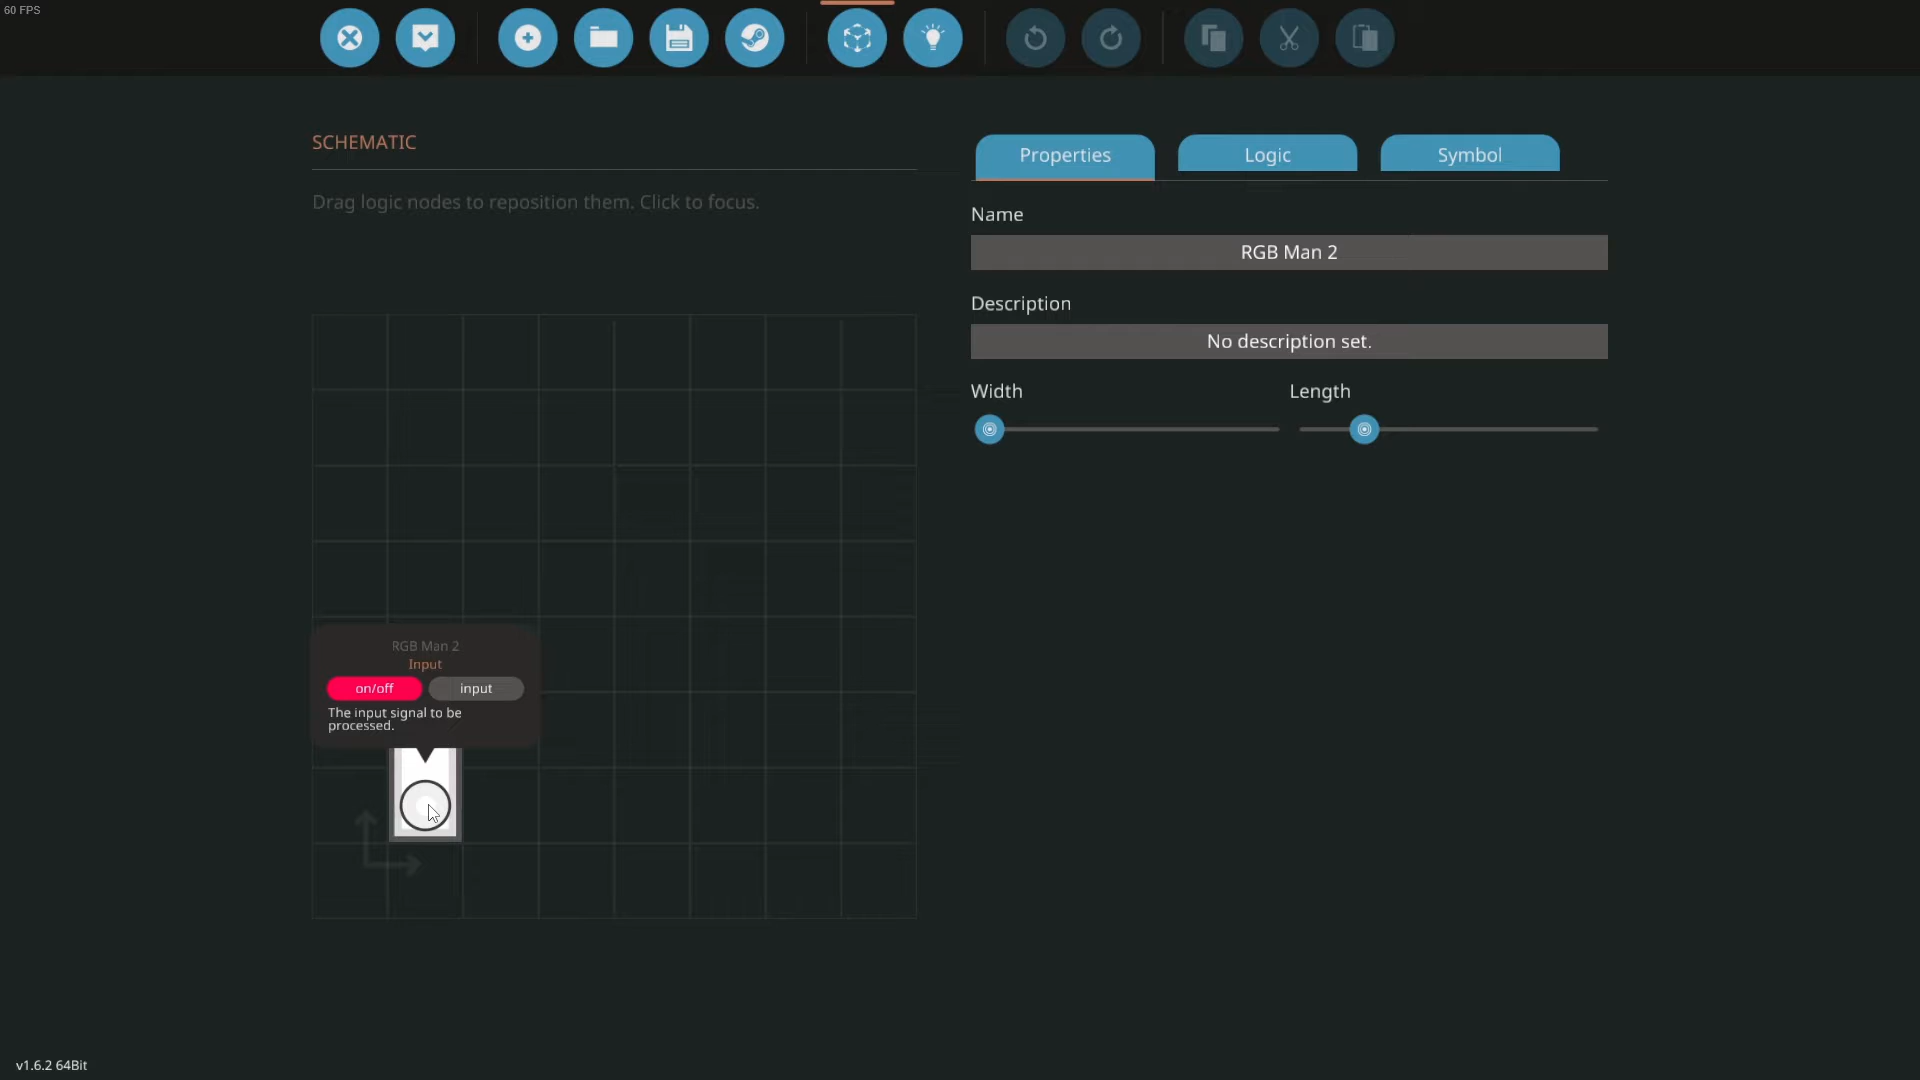 60 FPS
SCHEMATIC
Drag logic nodes to reposition them. Click to focus.
RGB Man 2
Input
on/off input
The input signal to be
processed.
Properties Logic Symbol
Name
RGB Man 2
Description
No description set.
Width Length
v1.6.2 64Bit